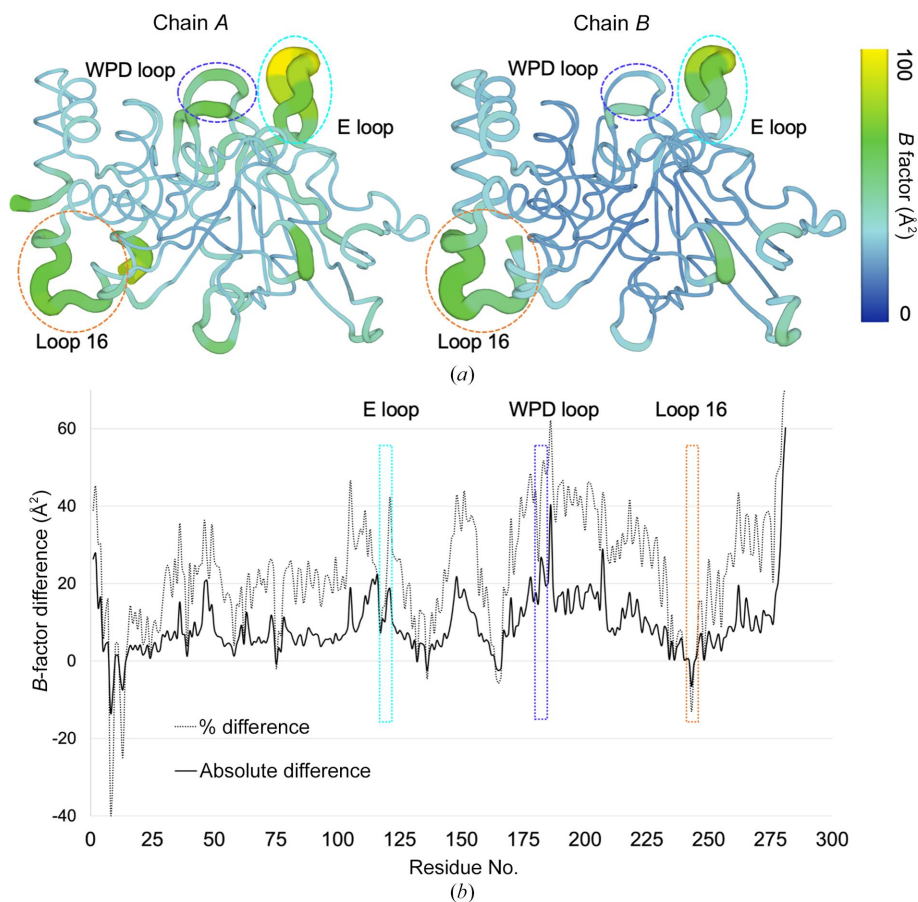 Chain A
Chain B
WPD loop
WPD loop
E loop
E loop
Loop 16
Loop 16
100
B factor (Å²)
0
(a)
E loop
WPD loop
Loop 16
60
40
20
0
-20
-40
B-factor difference (Å²)
% difference
Absolute difference
0 25 50 75 100 125 150 175 200 225 250 275 300
Residue No.
(b)